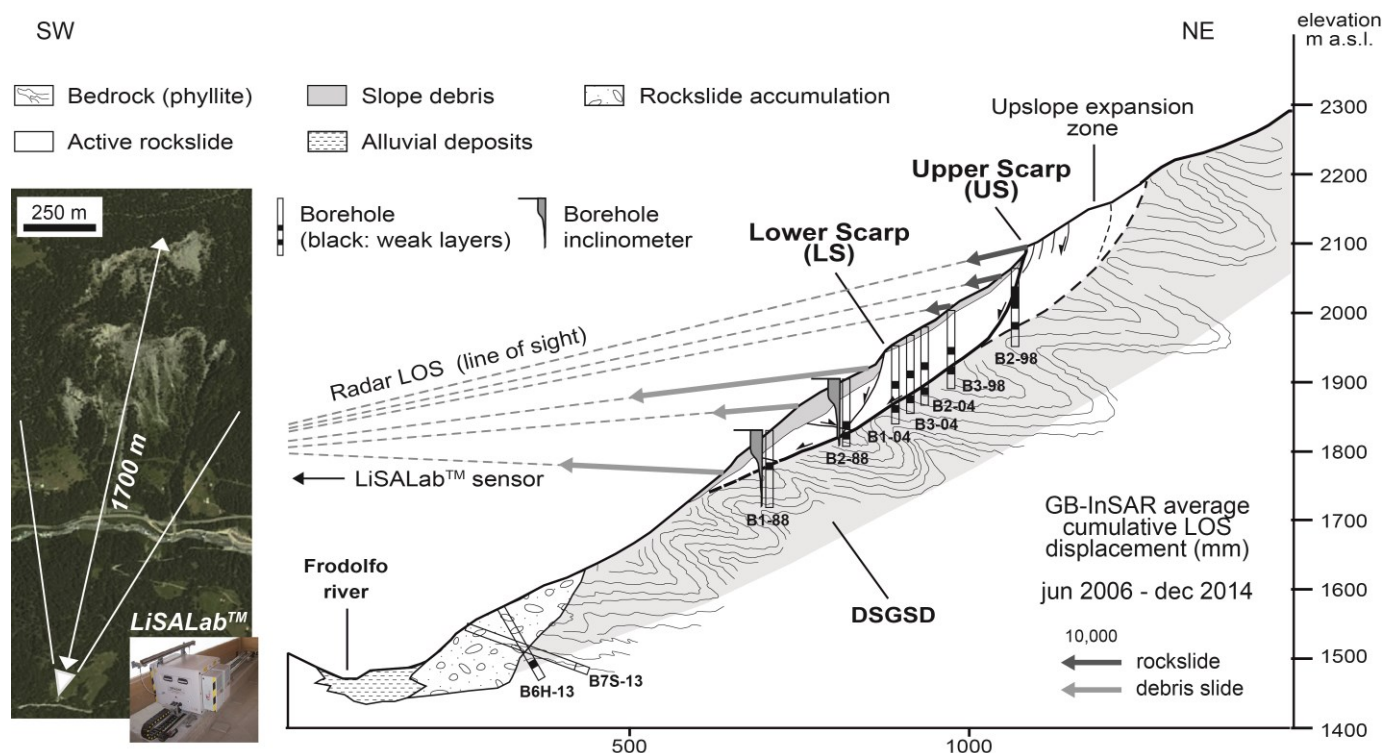 SW
NE
elevation
m a.s.l.
Bedrock (phyllite)
Slope debris
Rockslide accumulation
Active rockslide
Alluvial deposits
Upslope expansion
zone
2300
2200
2100
2000
1900
1800
1700
1600
1500
1400
250 m
Borehole
(black: weak layers)
Borehole
inclinometer
Upper Scarp
(US)
Lower Scarp
(LS)
Radar LOS (line of sight)
1700 m
LiSALab™ sensor
B2-98
B3-98
B2-04
B3-04
B1-04
B2-88
B1-88
GB-InSAR average
cumulative LOS
displacement (mm)
jun 2006 - dec 2014
10,000
rockslide
debris slide
DSGSD
Frodolfo
river
LiSALab™
B6H-13
B7S-13
500
1000